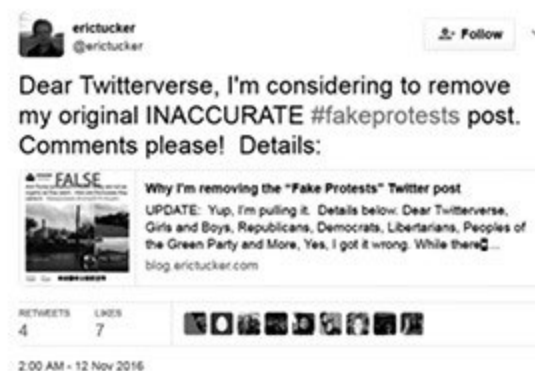 erictucker
@erictucker
Follow
Dear Twitterverse, I'm considering to remove
my original INACCURATE #fakeprotests post.
Comments please! Details:
FALSE
Why I'm removing the "Fake Protests" Twitter post
UPDATE: Yup, I'm pulling it. Details below. Dear Twitterverse,
Girls and Boys, Republicans, Democrats, Libertarians, Peoples of
the Green Party and More, Yes, I got it wrong. While there...
blog.erictucker.com
RETWEETS LIKES
4 7
2:00 AM - 12 Nov 2016